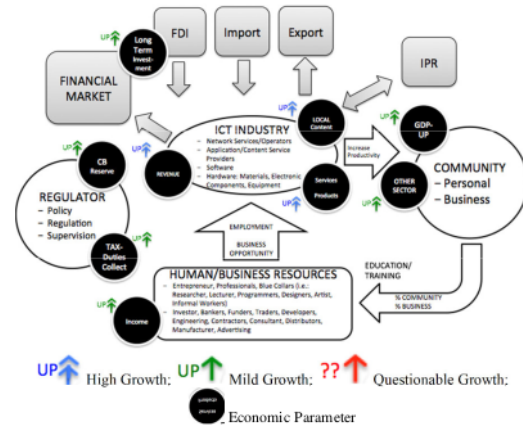 UP
Long
Term
Invest-
ment
FDI
Import
Export
IPR
FINANCIAL
MARKET
UP
LOCAL
Content
UP
GDP-
UP
ICT INDUSTRY
- Network Services/Operators
- Application/Content Service
Providers
- Software
- Hardware: Materials, Electronic
Components, Equipment
UP
REVENUE
Services
Products
UP
Increase
Productivity
UP
OTHER
SECTOR
COMMUNITY
- Personal
- Business
UP
CB
Reserve
REGULATOR
- Policy
- Regulation
- Supervision
TAX-
Duties
Collect
UP
EMPLOYMENT
BUSINESS
OPPORTUNITY
EDUCATION/
TRAINING
% COMMUNITY
% BUSINESS
HUMAN/BUSINESS RESOURCES
- Entrepreneur, Professionals, Blue Collars (i.e.:
Researcher, Lecturer, Programmers, Designers, Artist,
Informal Workers)
- Investor, Bankers, Funders, Traders, Developers,
Engineering, Contractors, Consultant, Distributors,
Manufacturer, Advertising
UP
Income
UP High Growth; UP Mild Growth; ?? Questionable Growth;
Economic Parameter